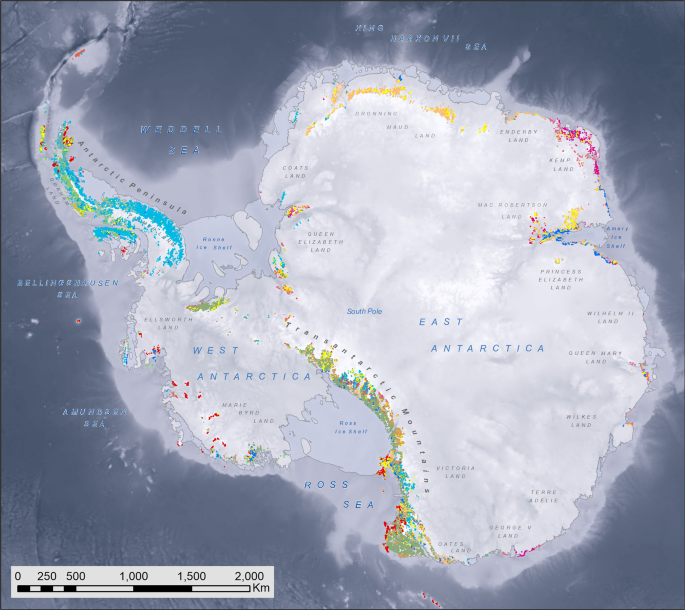 KING
HAAKON VII
SEA
WEDDELL
SEA
DRONNING
MAUD
LAND
ENDERBY
LAND
KEMP
LAND
Antarctic Peninsula
COATS
LAND
MAC ROBERTSON
LAND
QUEEN
ELIZABETH
LAND
Ronne
Ice Shelf
Amery
Ice
Shelf
PRINCESS
ELIZABETH
LAND
BELLINGSHAUSEN
SEA
ELLSWORTH
LAND
South Pole
WILHELM II
LAND
EAST
ANTARCTICA
Transantarctic Mountains
WEST
ANTARCTICA
QUEEN MARY
LAND
AMUNDSEN
SEA
MARIE
BYRD
LAND
Ross
Ice Shelf
WILKES
LAND
VICTORIA
LAND
ROSS
SEA
TERRE
ADELIE
GEORGE V
LAND
OATES
LAND
0 250 500 1,000 1,500 2,000
Km